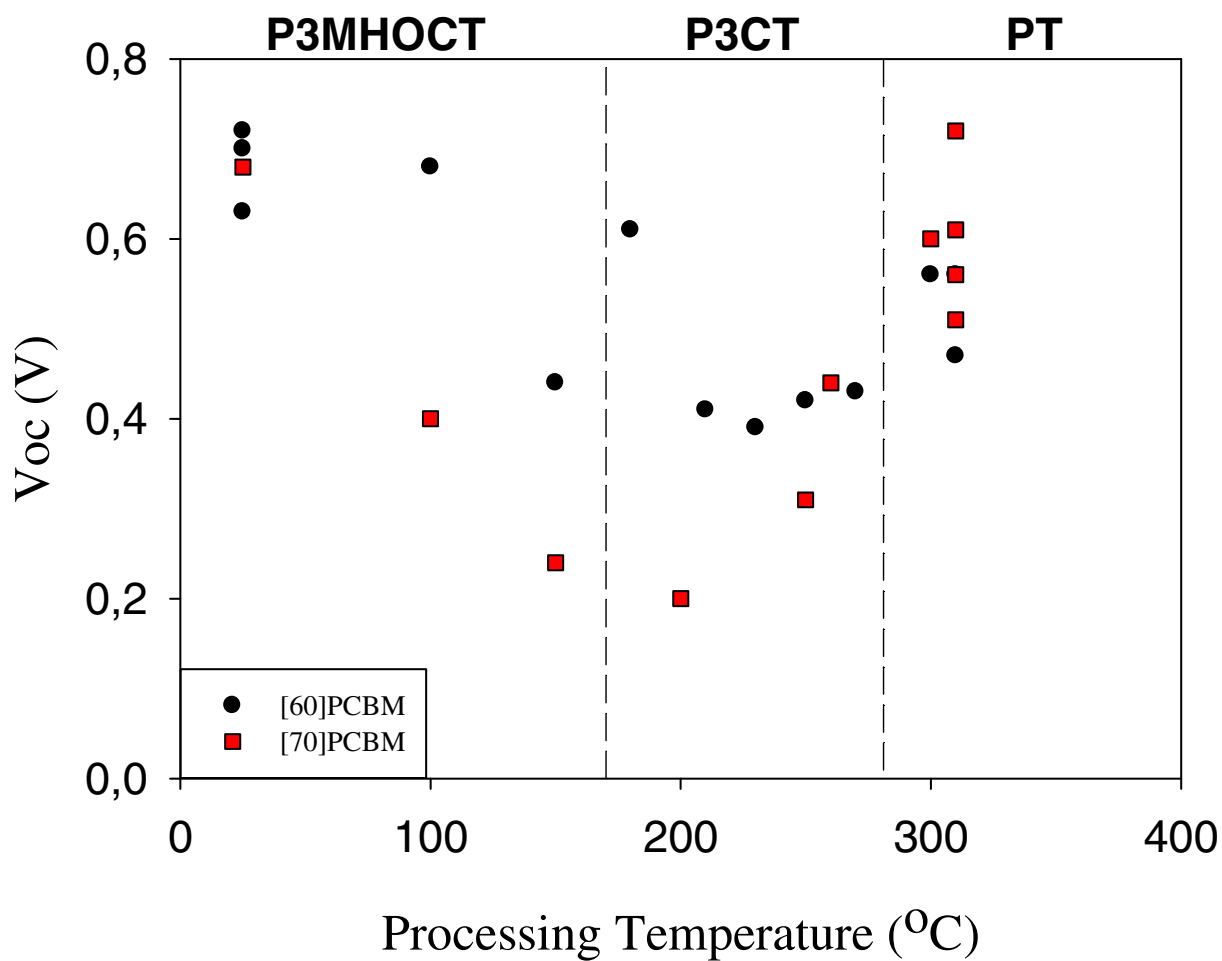 P3MHOCT P3CT PT
0,8
0,6
0,4
0,2
0,0
Voc (V)
[60]PCBM
[70]PCBM
0 100 200 300 400
Processing Temperature (ºC)